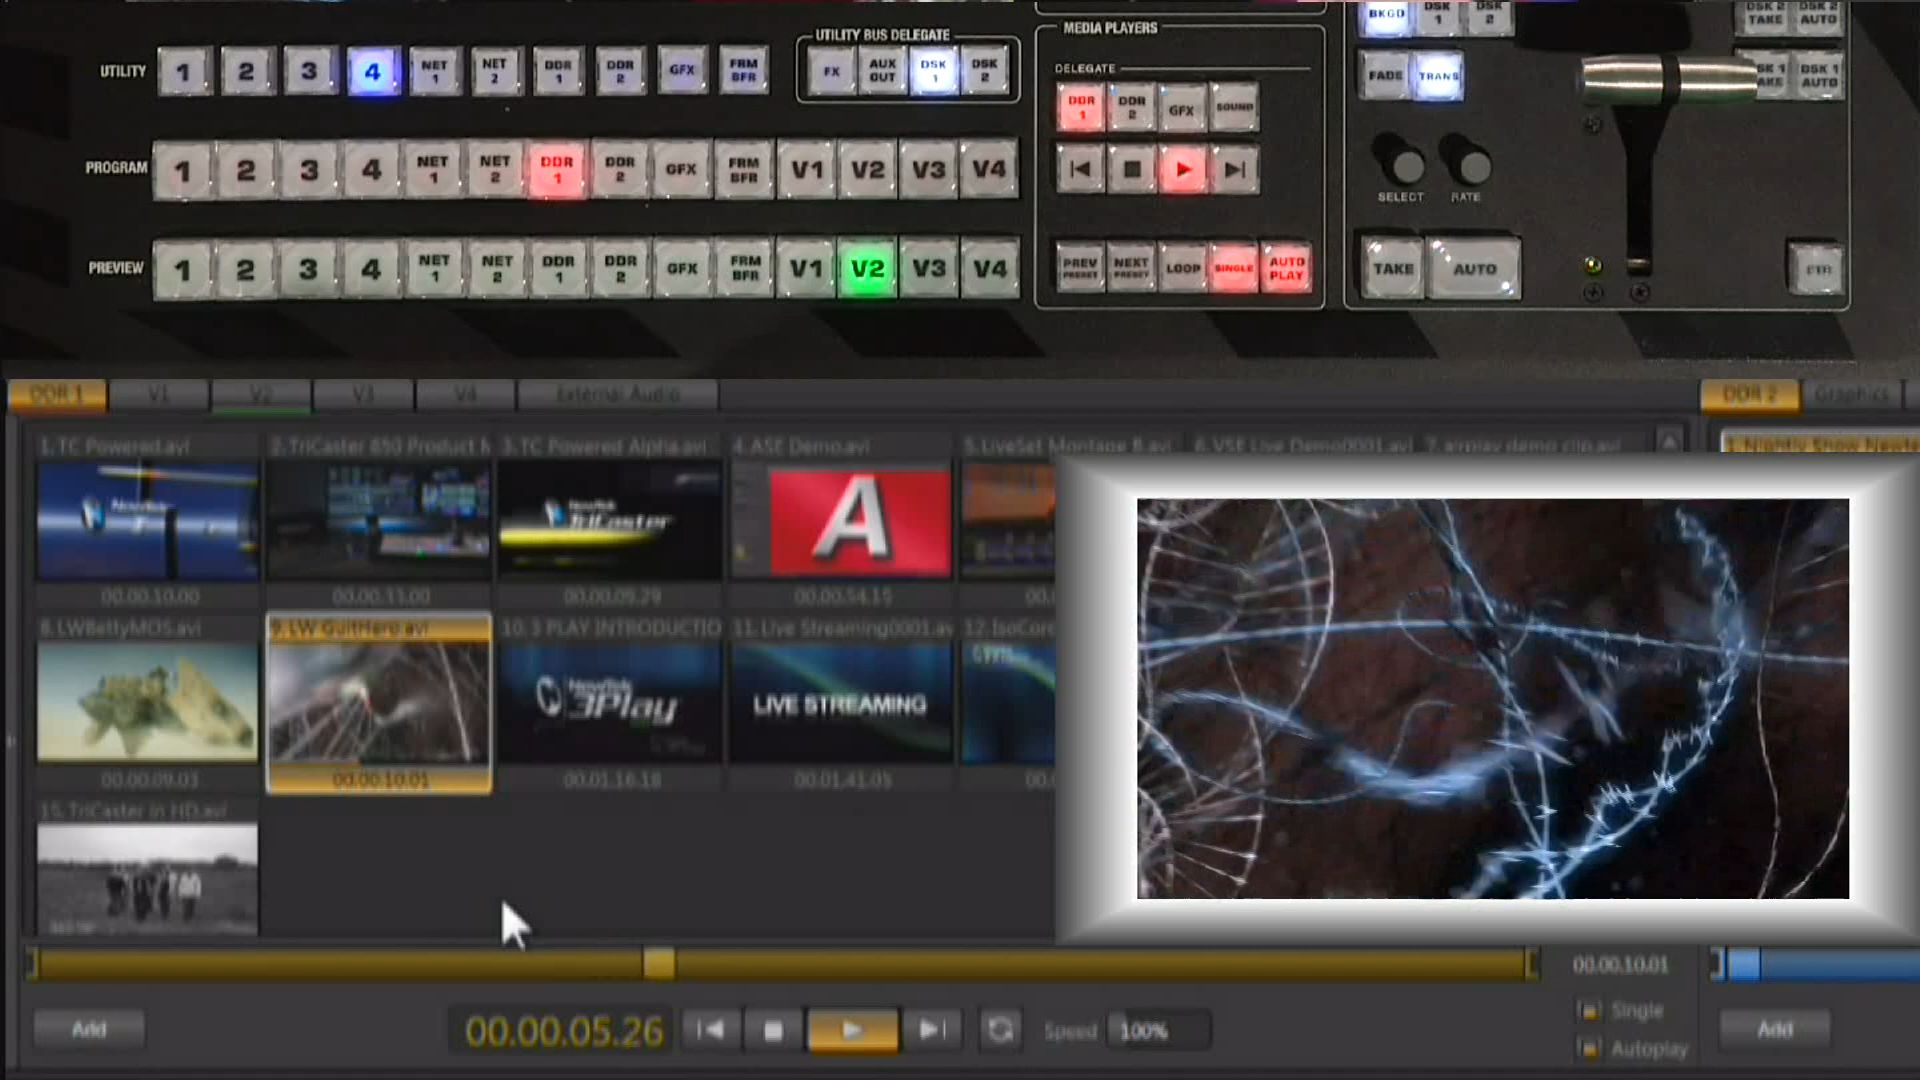 UTILITY BUS DELEGATE
UTILITY 1 2 3 4 NET 1 NET 2 DDR 1 DDR 2 GFX FRM BFR FX AUX OUT DSK 1 DSK 2
PROGRAM 1 2 3 4 NET 1 NET 2 DDR 1 DDR 2 GFX FRM BFR V1 V2 V3 V4
PREVIEW 1 2 3 4 NET 1 NET 2 DDR 1 DDR 2 GFX FRM BFR V1 V2 V3 V4
MEDIA PLAYERS
DELEGATE
DDR 1 DDR 2 GFX SOUND
PREV PRESET NEXT PRESET LOOP SINGLE AUTO PLAY
BKGD DSK 1 DSK 2 DSK 2 TAKE DSK 2 AUTO
FADE TRANS DSK 1 AUTO
SELECT RATE
TAKE AUTO FTB
DDR 1 V1 V2 V3 V4 External Audio DDR 2 Graphics
1.TC Powered.avi 2.TriCaster 850 Product 3.TC Powered Alpha.avi 4.ASE Demo.avi 5.LiveSet Montage B.avi 6.VSE Live Demo0001.avi 7.airplay demo clip.avi
NewTek
NewTek TriCaster
A
00.00.10.00 00.00.33.00 00.00.09.29 00.00.54.15
8.LWBettyMOS.avi 9.LW GuitHero.avi 10.3 PLAY INTRODUCTIO 11.Live Streaming0001.av 12.IsoCore
NewTek 3Play
LIVE STREAMING
00.00.09.03 00.00.10.01 00.01.16.18 00.01.41.05
15.TriCaster in HD.avi
00.00.10.01
Add 00.00.05.26 Speed 100% Single Autoplay Add